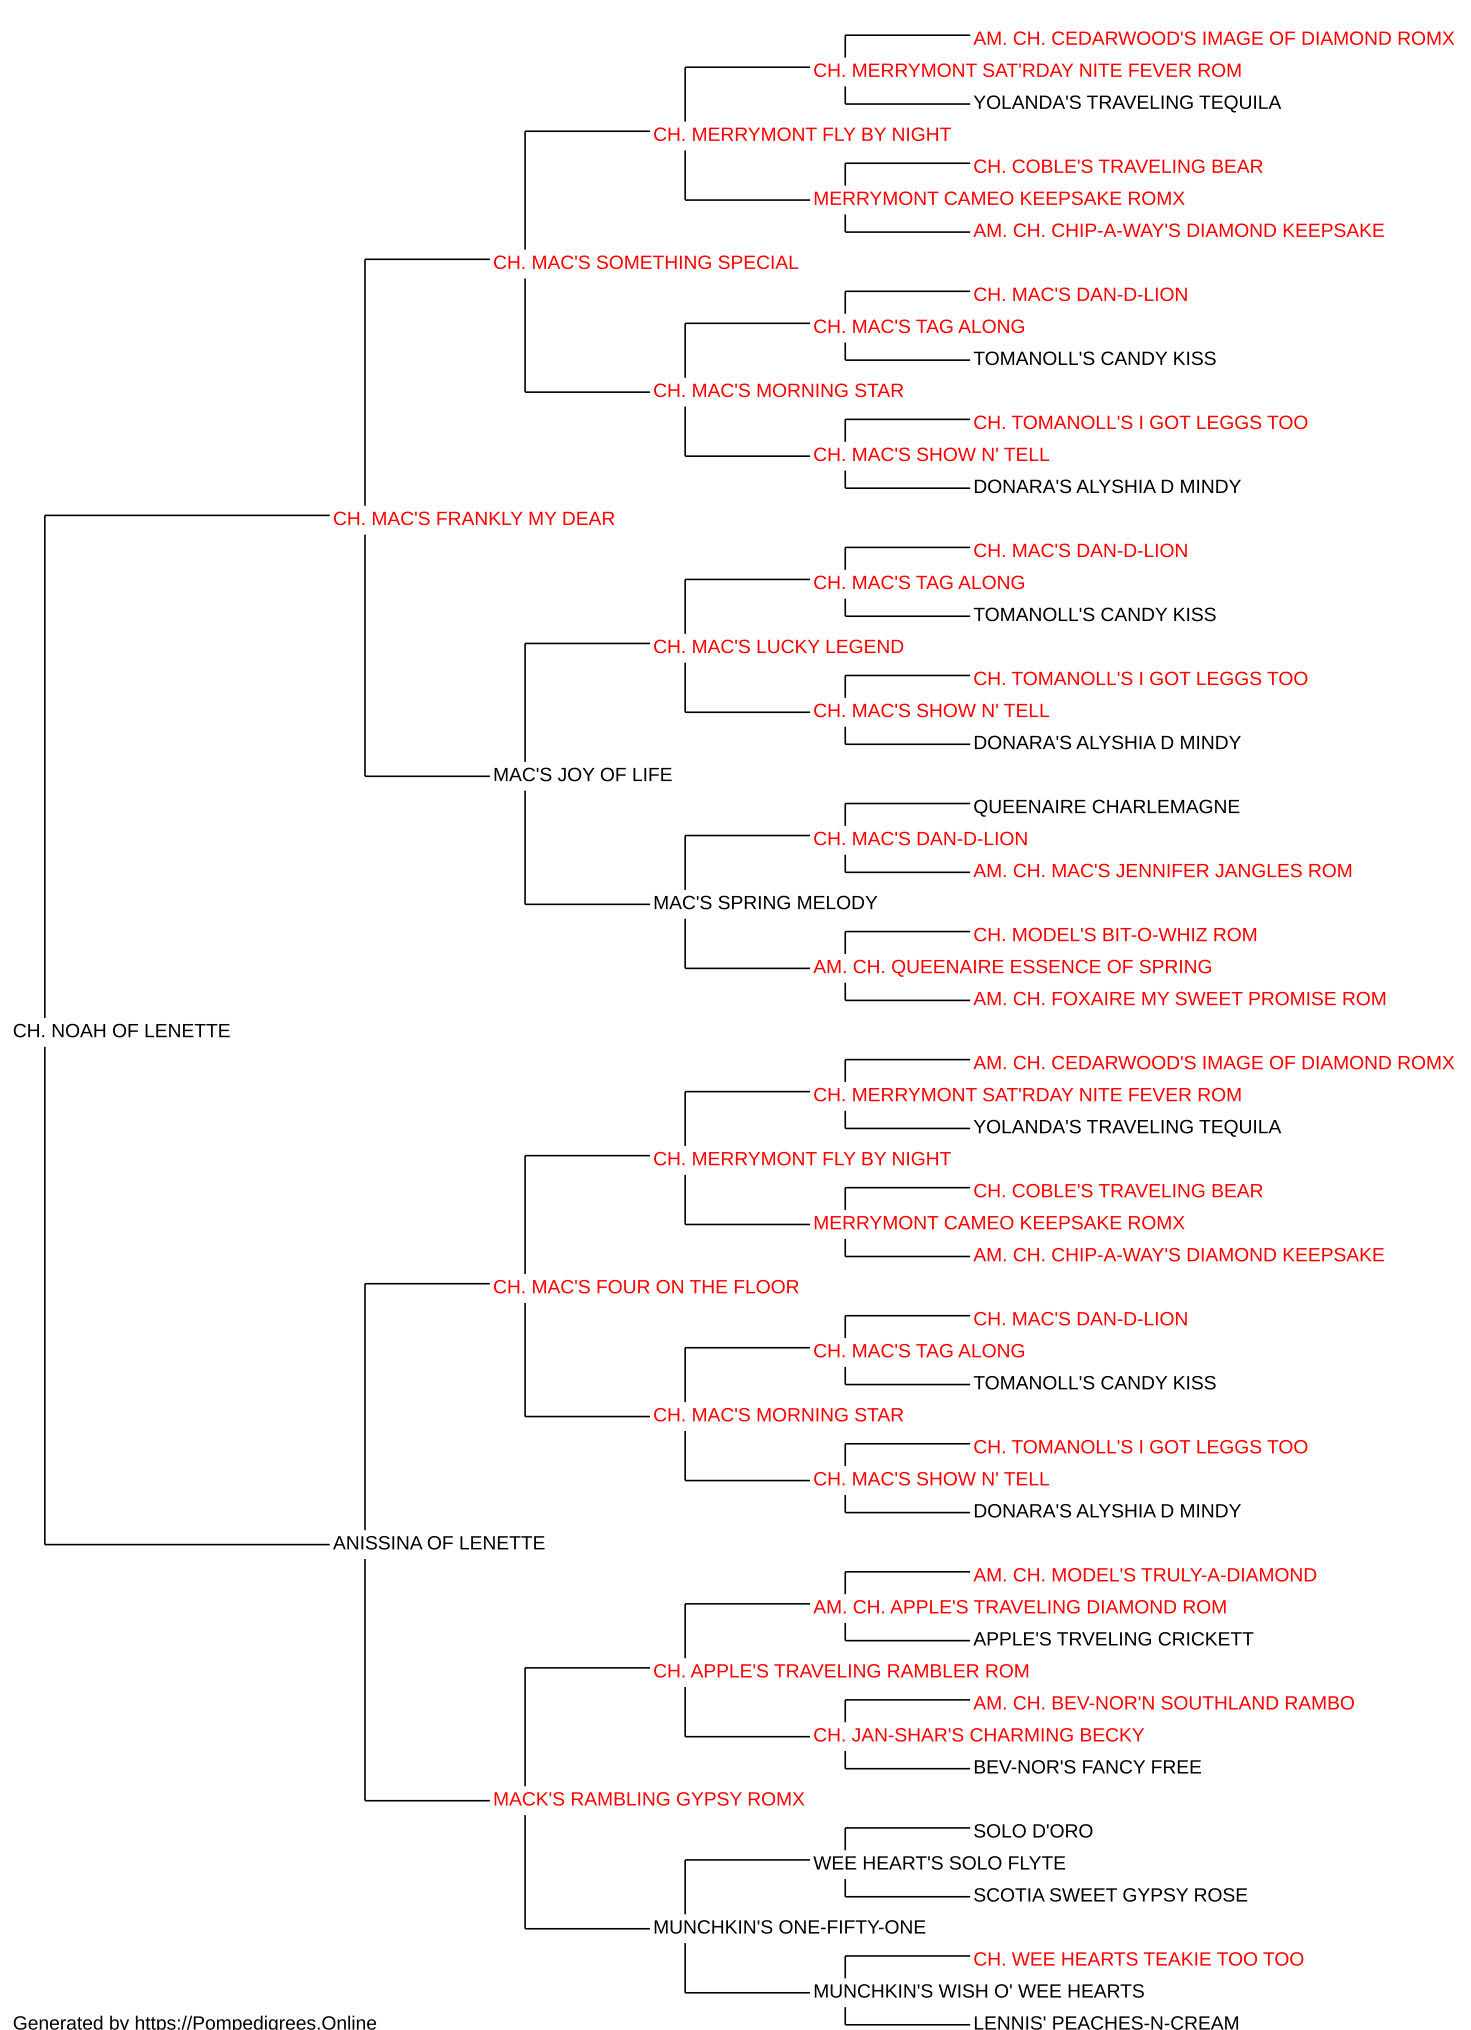 AM. CH. CEDARWOOD'S IMAGE OF DIAMOND ROMX
CH. MERRYMONT SAT'RDAY NITE FEVER ROM
YOLANDA'S TRAVELING TEQUILA
CH. MERRYMONT FLY BY NIGHT
CH. COBLE'S TRAVELING BEAR
MERRYMONT CAMEO KEEPSAKE ROMX
AM. CH. CHIP-A-WAY'S DIAMOND KEEPSAKE
CH. MAC'S SOMETHING SPECIAL
CH. MAC'S DAN-D-LION
CH. MAC'S TAG ALONG
TOMANOLL'S CANDY KISS
CH. MAC'S MORNING STAR
CH. TOMANOLL'S I GOT LEGGS TOO
CH. MAC'S SHOW N' TELL
DONARA'S ALYSHIA D MINDY
CH. MAC'S FRANKLY MY DEAR
CH. MAC'S DAN-D-LION
CH. MAC'S TAG ALONG
TOMANOLL'S CANDY KISS
CH. MAC'S LUCKY LEGEND
CH. TOMANOLL'S I GOT LEGGS TOO
CH. MAC'S SHOW N' TELL
DONARA'S ALYSHIA D MINDY
MAC'S JOY OF LIFE
QUEENAIRE CHARLEMAGNE
CH. MAC'S DAN-D-LION
AM. CH. MAC'S JENNIFER JANGLES ROM
MAC'S SPRING MELODY
CH. MODEL'S BIT-O-WHIZ ROM
AM. CH. QUEENAIRE ESSENCE OF SPRING
AM. CH. FOXAIRE MY SWEET PROMISE ROM
CH. NOAH OF LENETTE
AM. CH. CEDARWOOD'S IMAGE OF DIAMOND ROMX
CH. MERRYMONT SAT'RDAY NITE FEVER ROM
YOLANDA'S TRAVELING TEQUILA
CH. MERRYMONT FLY BY NIGHT
CH. COBLE'S TRAVELING BEAR
MERRYMONT CAMEO KEEPSAKE ROMX
AM. CH. CHIP-A-WAY'S DIAMOND KEEPSAKE
CH. MAC'S FOUR ON THE FLOOR
CH. MAC'S DAN-D-LION
CH. MAC'S TAG ALONG
TOMANOLL'S CANDY KISS
CH. MAC'S MORNING STAR
CH. TOMANOLL'S I GOT LEGGS TOO
CH. MAC'S SHOW N' TELL
DONARA'S ALYSHIA D MINDY
ANISSINA OF LENETTE
AM. CH. MODEL'S TRULY-A-DIAMOND
AM. CH. APPLE'S TRAVELING DIAMOND ROM
APPLE'S TRVELING CRICKETT
CH. APPLE'S TRAVELING RAMBLER ROM
AM. CH. BEV-NOR'N SOUTHLAND RAMBO
CH. JAN-SHAR'S CHARMING BECKY
BEV-NOR'S FANCY FREE
MACK'S RAMBLING GYPSY ROMX
SOLO D'ORO
WEE HEART'S SOLO FLYTE
SCOTIA SWEET GYPSY ROSE
MUNCHKIN'S ONE-FIFTY-ONE
CH. WEE HEARTS TEAKIE TOO TOO
MUNCHKIN'S WISH O' WEE HEARTS
LENNIS' PEACHES-N-CREAM
Generated by https://Pompedigrees.Online